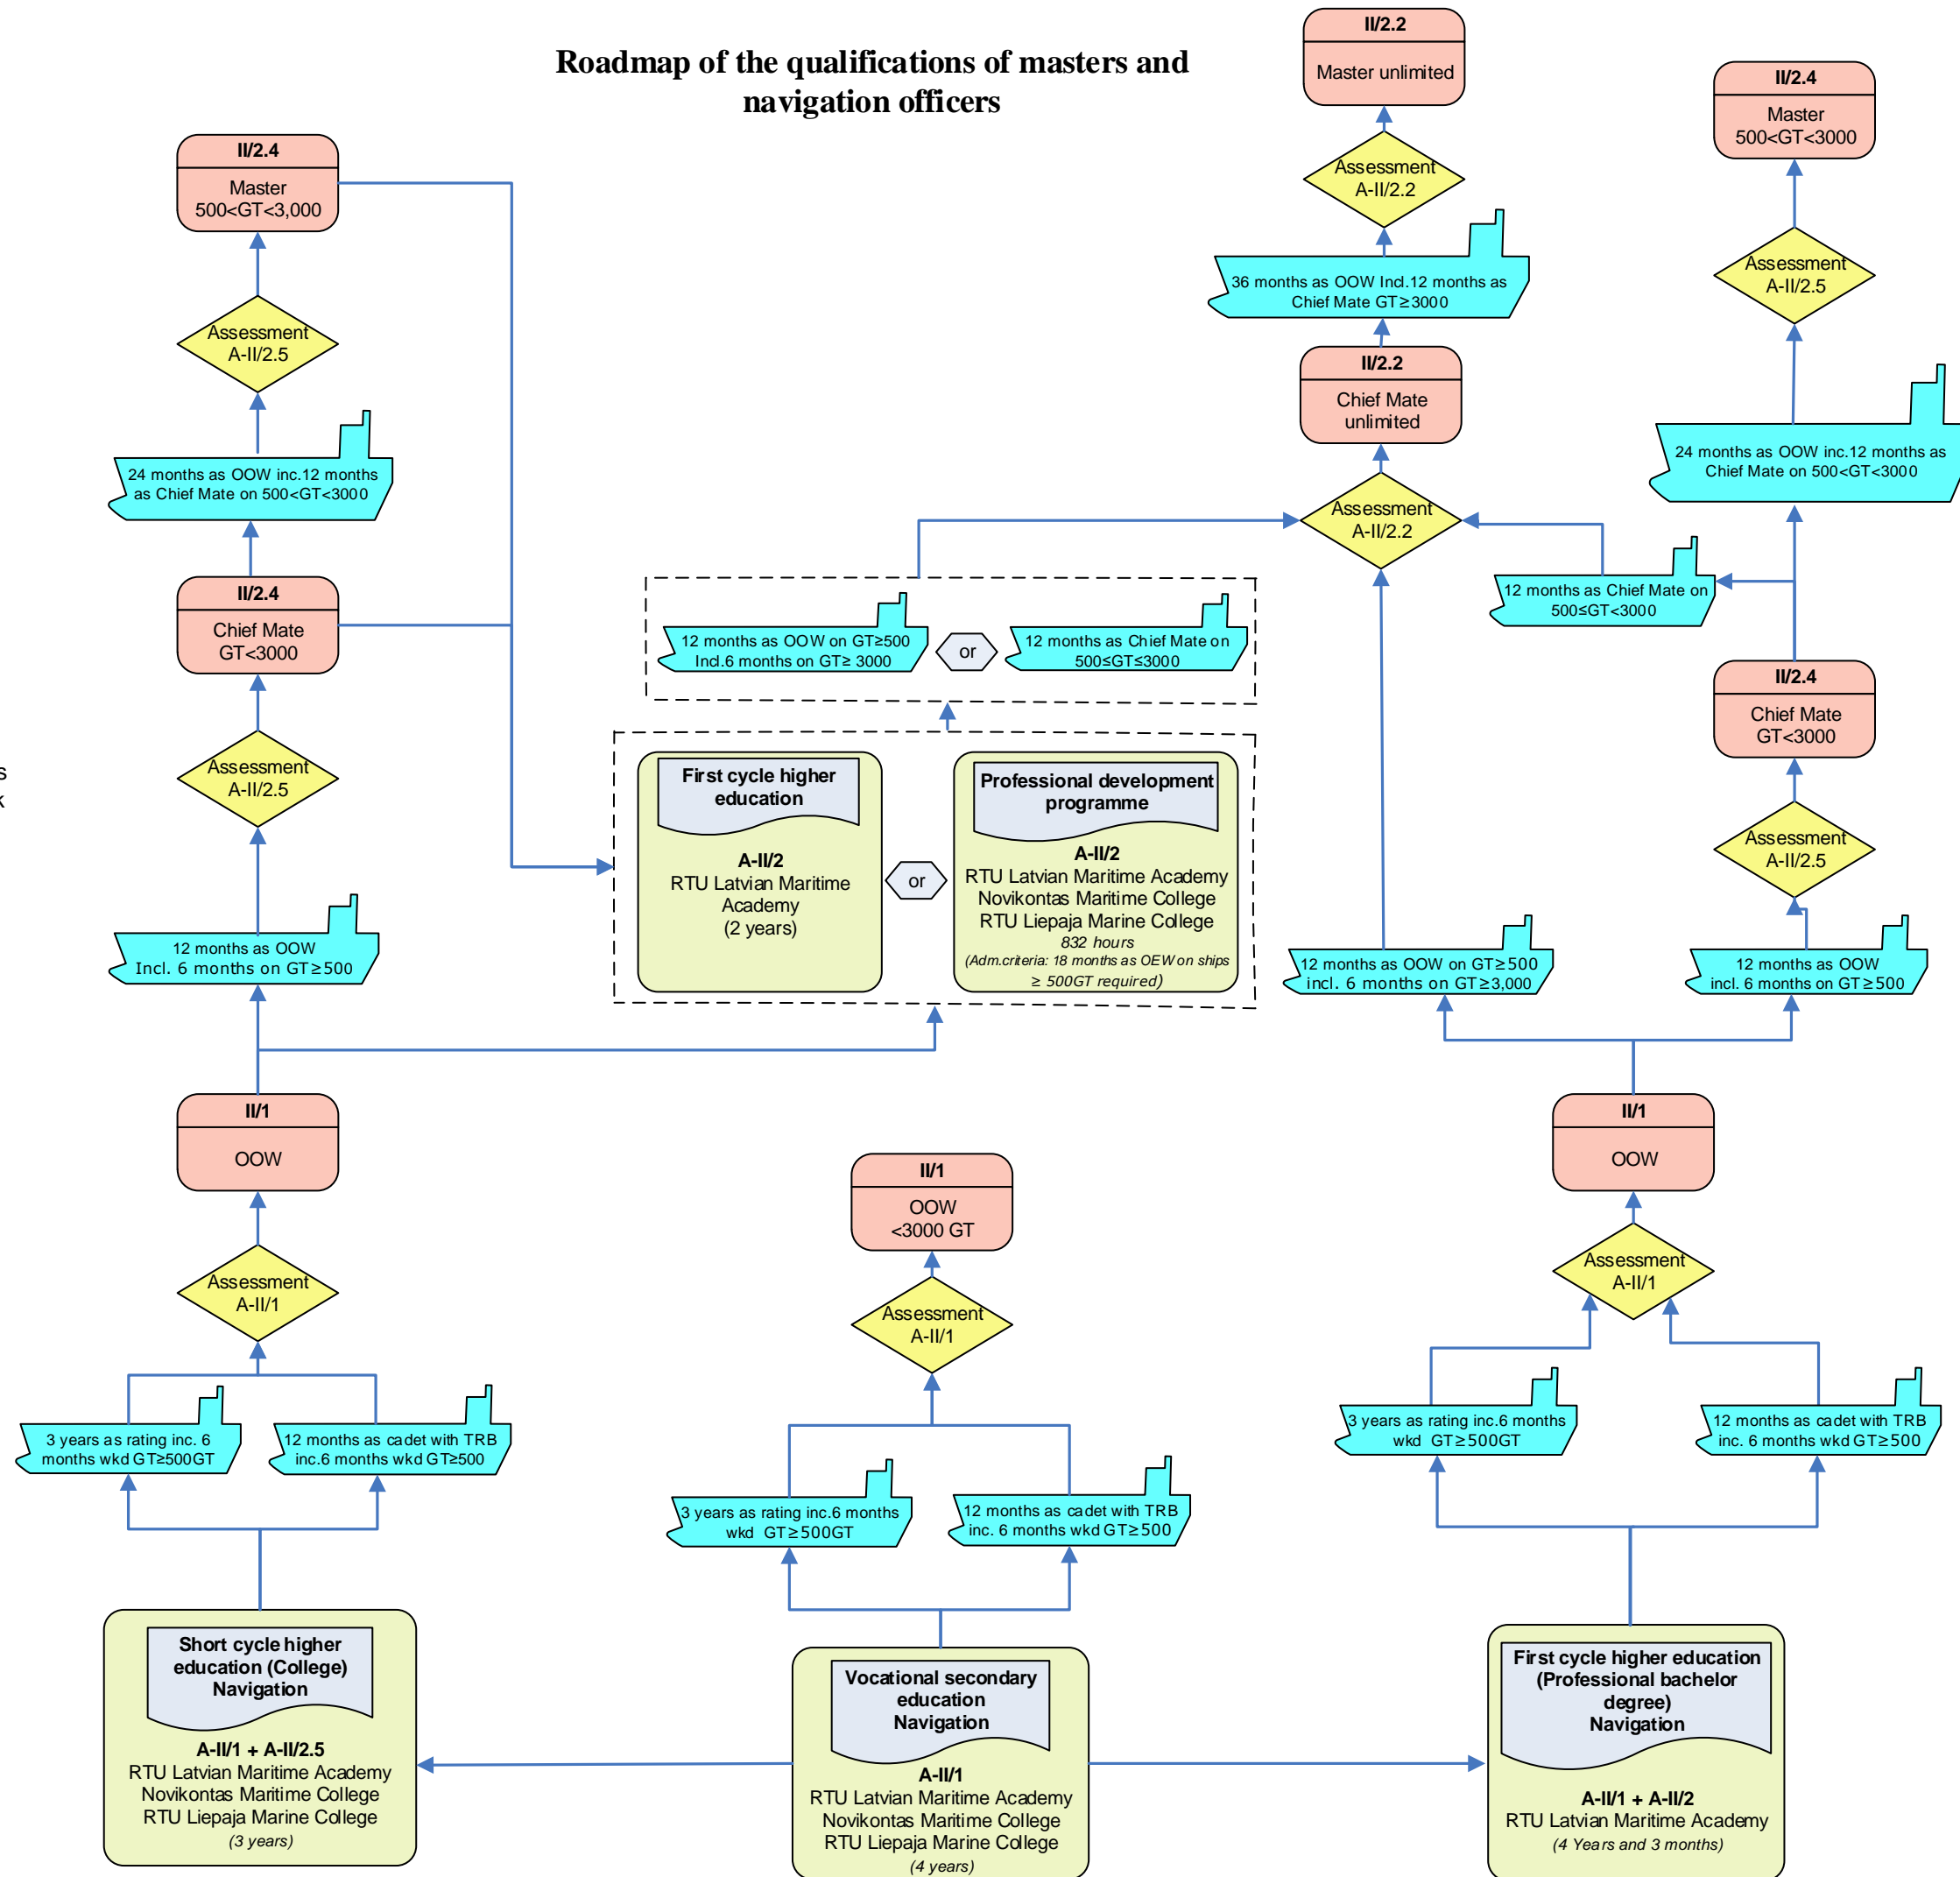 Roadmap of the qualifications of masters and
navigation officers
II/2.2
Master unlimited
II/2.4
Master
500<GT<3000
II/2.4
Master
500<GT<3,000
Assessment
A-II/2.2
Assessment
A-II/2.5
Assessment
A-II/2.5
36 months as OOW Incl.12 months as
Chief Mate GT≥3000
II/2.2
Chief Mate
unlimited
24 months as OOW inc.12 months
as Chief Mate on 500<GT<3000
24 months as OOW inc.12 months as
Chief Mate on 500<GT<3000
Assessment
A-II/2.2
12 months as Chief Mate on
500≤GT<3000
II/2.4
Chief Mate
GT<3000
12 months as OOW on GT≥500
Incl.6 months on GT≥ 3000
or
12 months as Chief Mate on
500≤GT≤3000
II/2.4
Chief Mate
GT<3000
Assessment
A-II/2.5
s
k
First cycle higher
education
A-II/2
RTU Latvian Maritime
Academy
(2 years)
or
Professional development
programme
A-II/2
RTU Latvian Maritime Academy
Novikontas Maritime College
RTU Liepaja Marine College
832 hours
(Adm.criteria: 18 months as OEW on ships
≥ 500GT required)
Assessment
A-II/2.5
12 months as OOW
Incl. 6 months on GT≥500
12 months as OOW on GT≥500
incl. 6 months on GT≥3,000
12 months as OOW
incl. 6 months on GT≥500
II/1
OOW
II/1
OOW
<3000 GT
II/1
OOW
Assessment
A-II/1
Assessment
A-II/1
Assessment
A-II/1
3 years as rating inc. 6
months wkd GT≥500GT
12 months as cadet with TRB
inc.6 months wkd GT≥500
3 years as rating inc.6 months
wkd GT≥500GT
12 months as cadet with TRB
inc. 6 months wkd GT≥500
3 years as rating inc.6 months
wkd GT≥500GT
12 months as cadet with TRB
inc. 6 months wkd GT≥500
Short cycle higher
education (College)
Navigation
A-II/1 + A-II/2.5
RTU Latvian Maritime Academy
Novikontas Maritime College
RTU Liepaja Marine College
(3 years)
Vocational secondary
education
Navigation
A-II/1
RTU Latvian Maritime Academy
Novikontas Maritime College
RTU Liepaja Marine College
(4 years)
First cycle higher education
(Professional bachelor
degree)
Navigation
A-II/1 + A-II/2
RTU Latvian Maritime Academy
(4 Years and 3 months)